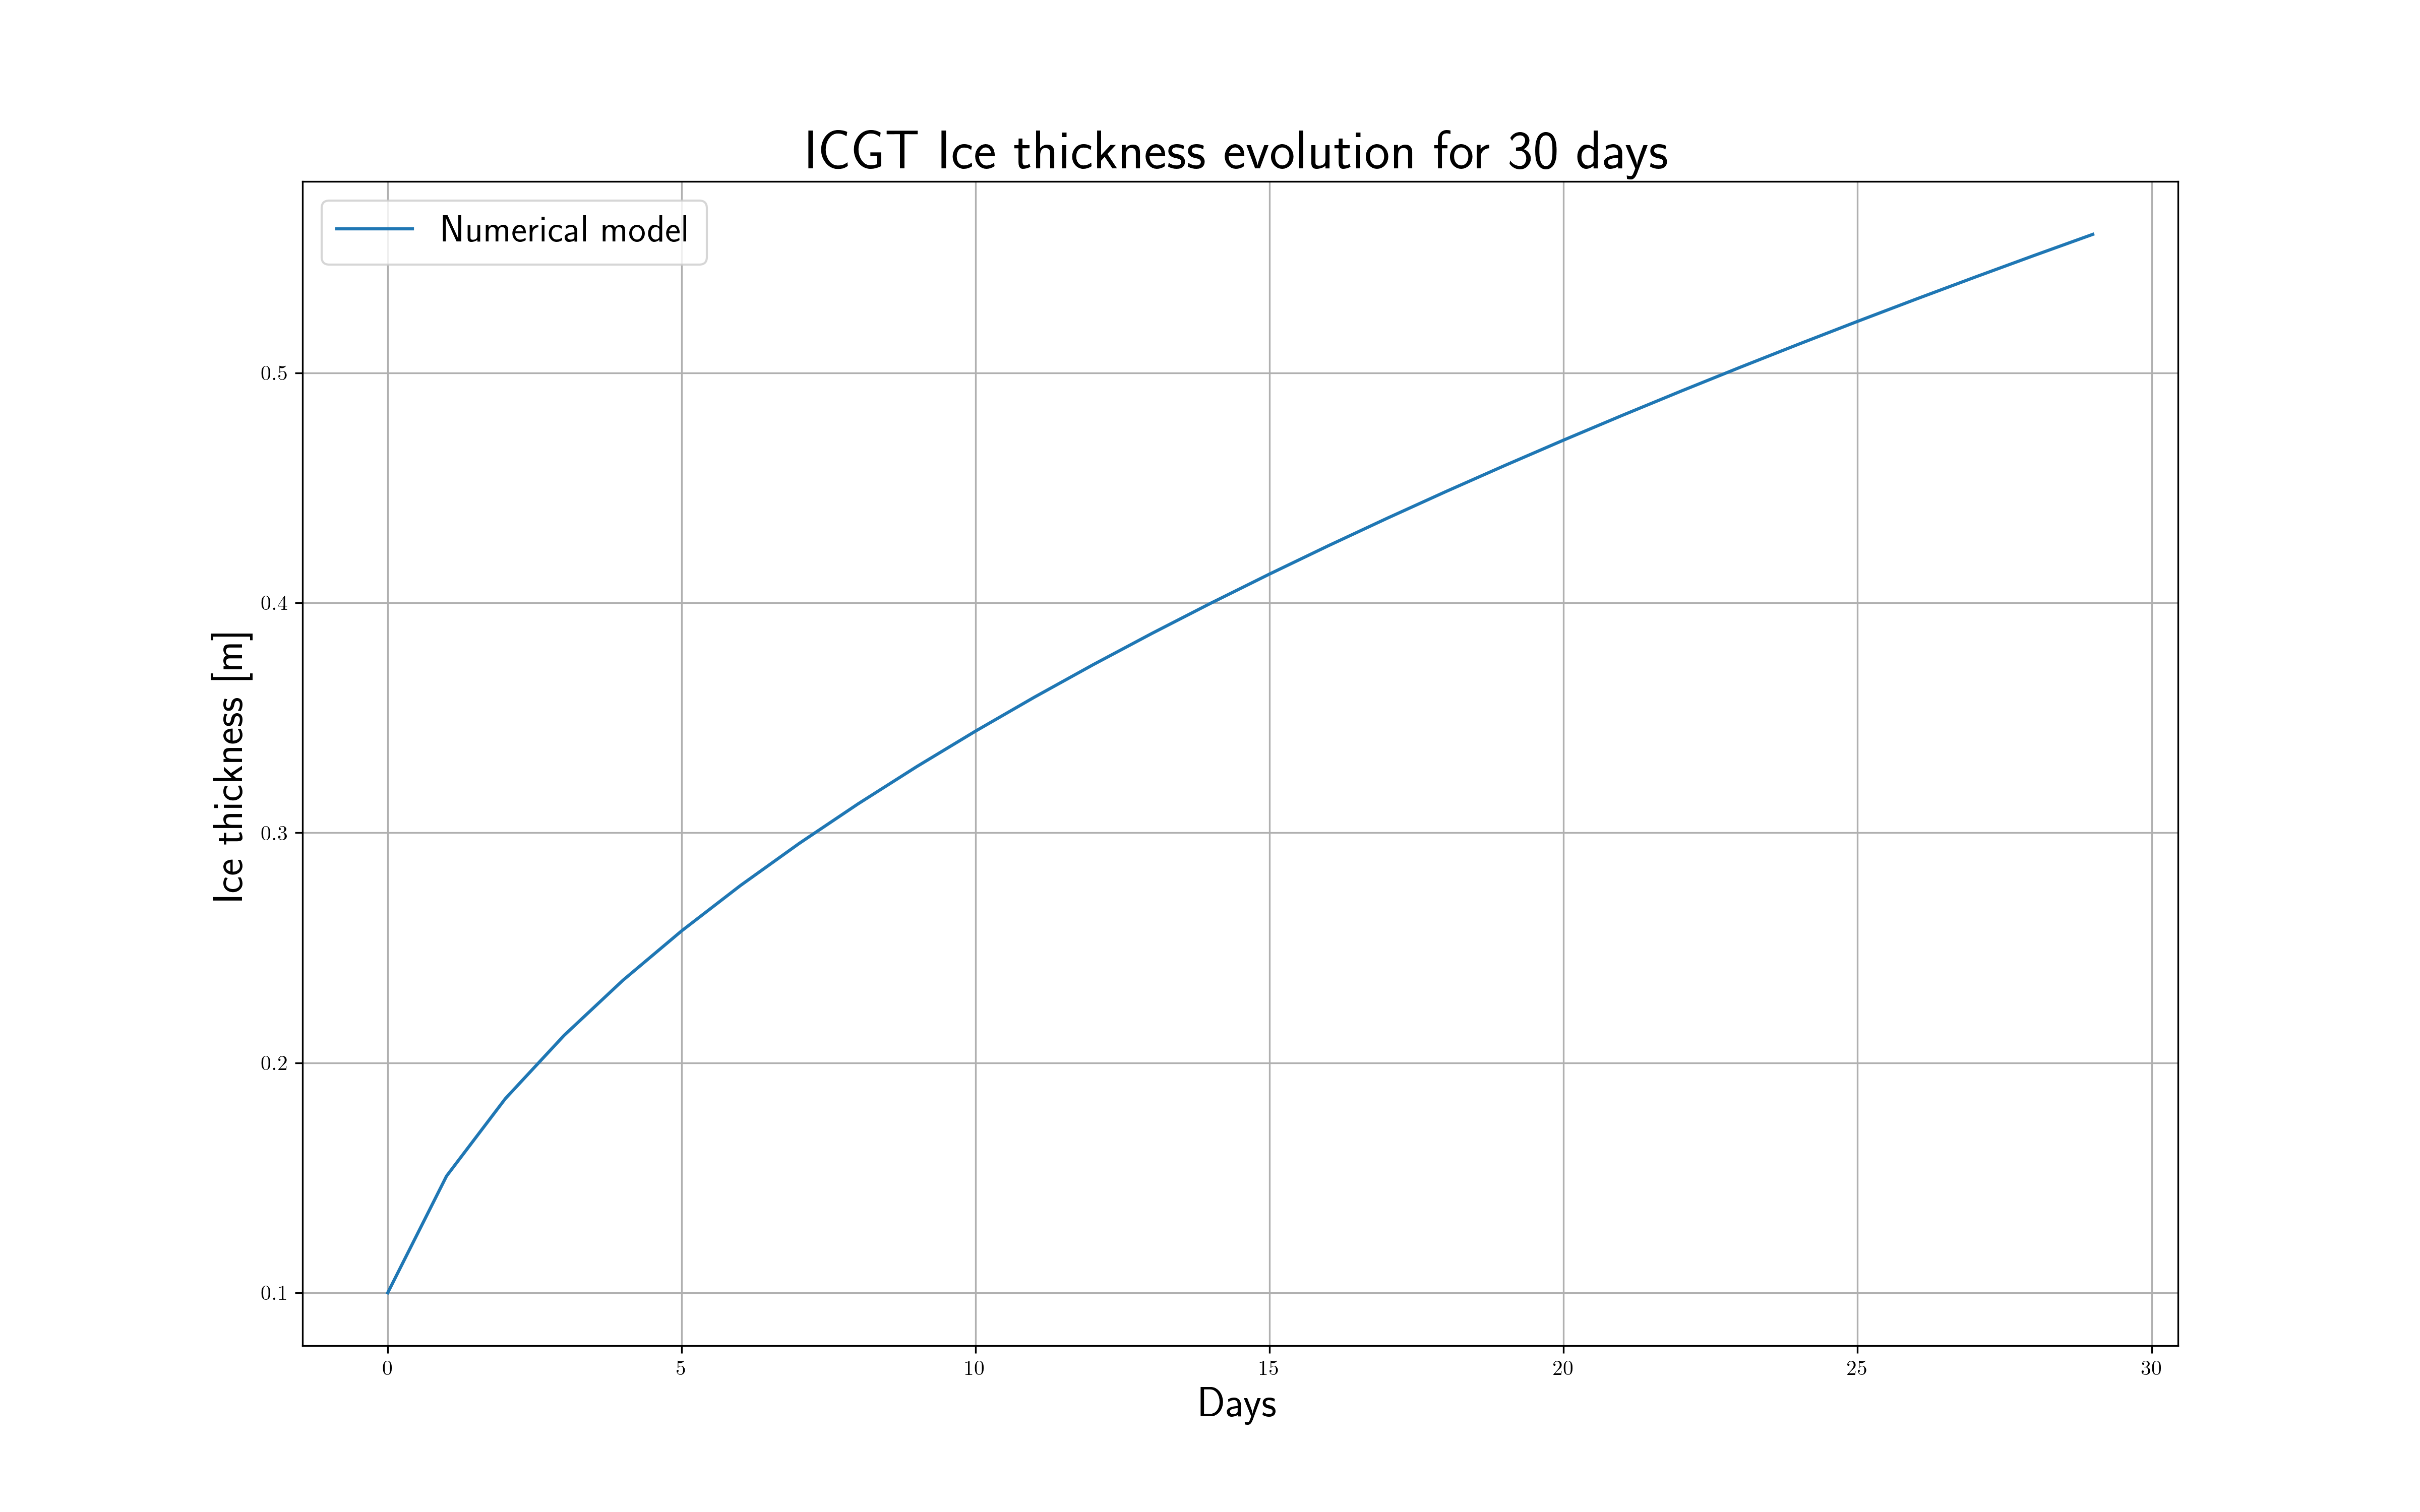 ICGT Ice thickness evolution for 30 days
Numerical model
Ice thickness [m]
0.5
0.4
0.3
0.2
0.1
0 5 10 15 20 25 30
Days